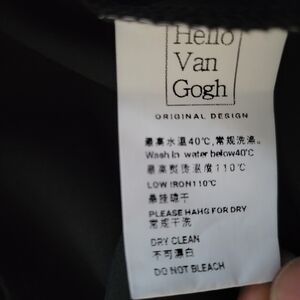 Hello
Van
Gogh
ORIGINAL DESIGN
最高水温40℃,常规洗涤。
Wash in water below40℃
最高熨烫温度110℃
LOW IRON110℃
悬挂晾干
PLEASE HAHG FOR DRY
常规干洗
DRY CLEAN
不可漂白
DO NOT BLEACH